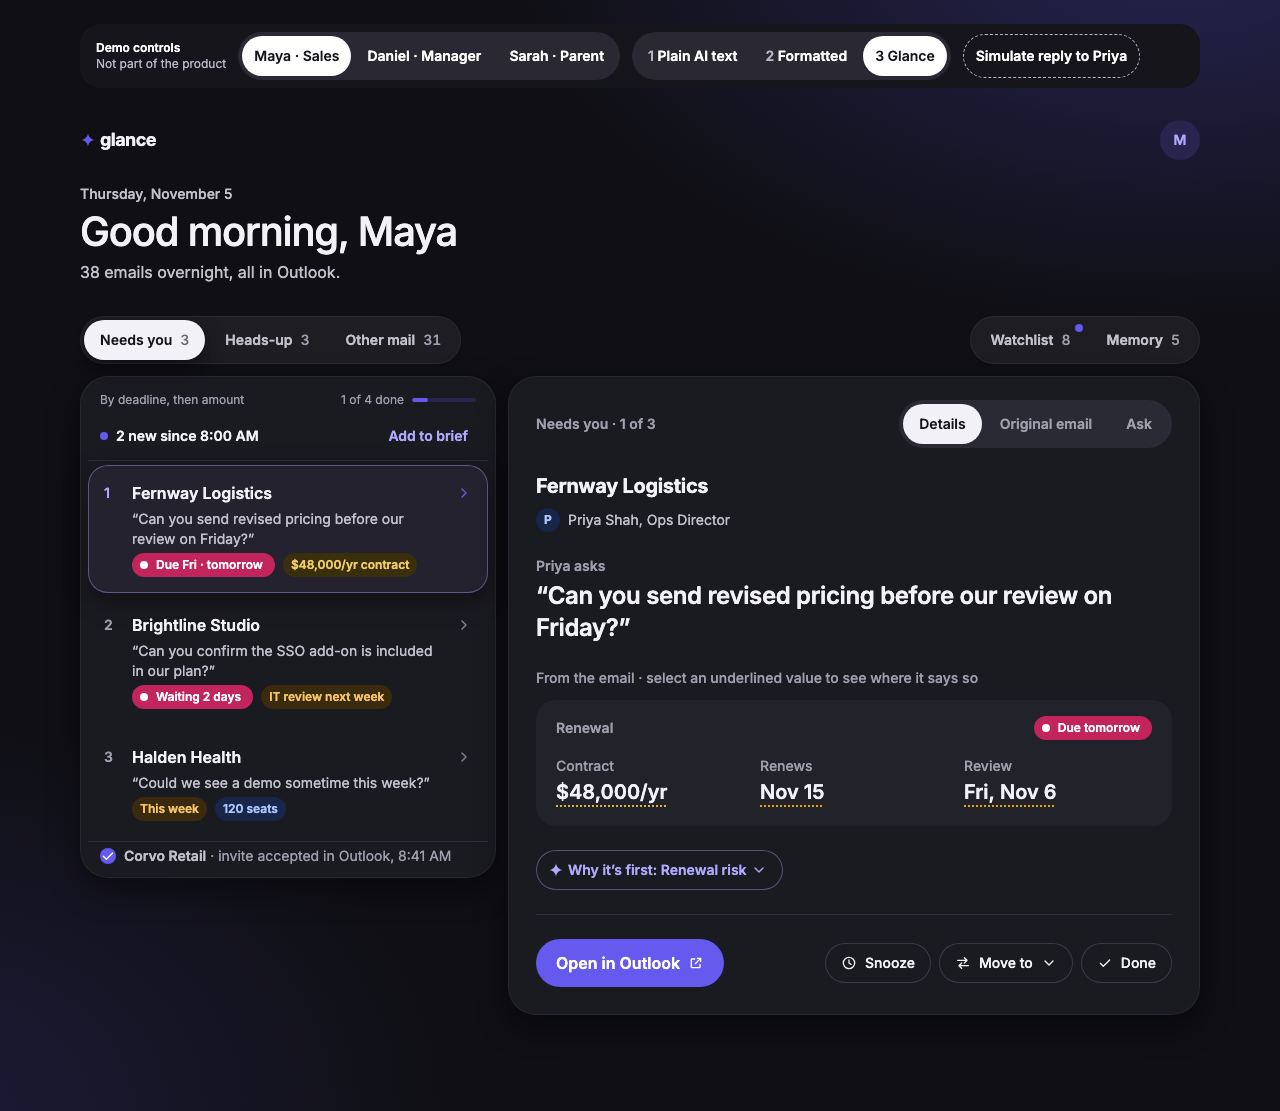 Demo controls
Not part of the product
Maya · Sales
Daniel · Manager
Sarah · Parent
1 Plain AI text
2 Formatted
3 Glance
Simulate reply to Priya
glance
M
Thursday, November 5
Good morning, Maya
38 emails overnight, all in Outlook.
Needs you 3
Heads-up 3
Other mail 31
Watchlist 8
Memory 5
By deadline, then amount
1 of 4 done
2 new since 8:00 AM
Add to brief
1 Fernway Logistics
“Can you send revised pricing before our
review on Friday?”
Due Fri · tomorrow
$48,000/yr contract
2 Brightline Studio
“Can you confirm the SSO add-on is included
in our plan?”
Waiting 2 days
IT review next week
3 Halden Health
“Could we see a demo sometime this week?”
This week
120 seats
Corvo Retail · invite accepted in Outlook, 8:41 AM
Needs you · 1 of 3
Details
Original email
Ask
Fernway Logistics
P Priya Shah, Ops Director
Priya asks
“Can you send revised pricing before our review on
Friday?”
From the email · select an underlined value to see where it says so
Renewal
Due tomorrow
Contract
$48,000/yr
Renews
Nov 15
Review
Fri, Nov 6
Why it’s first: Renewal risk
Open in Outlook
Snooze
Move to
Done